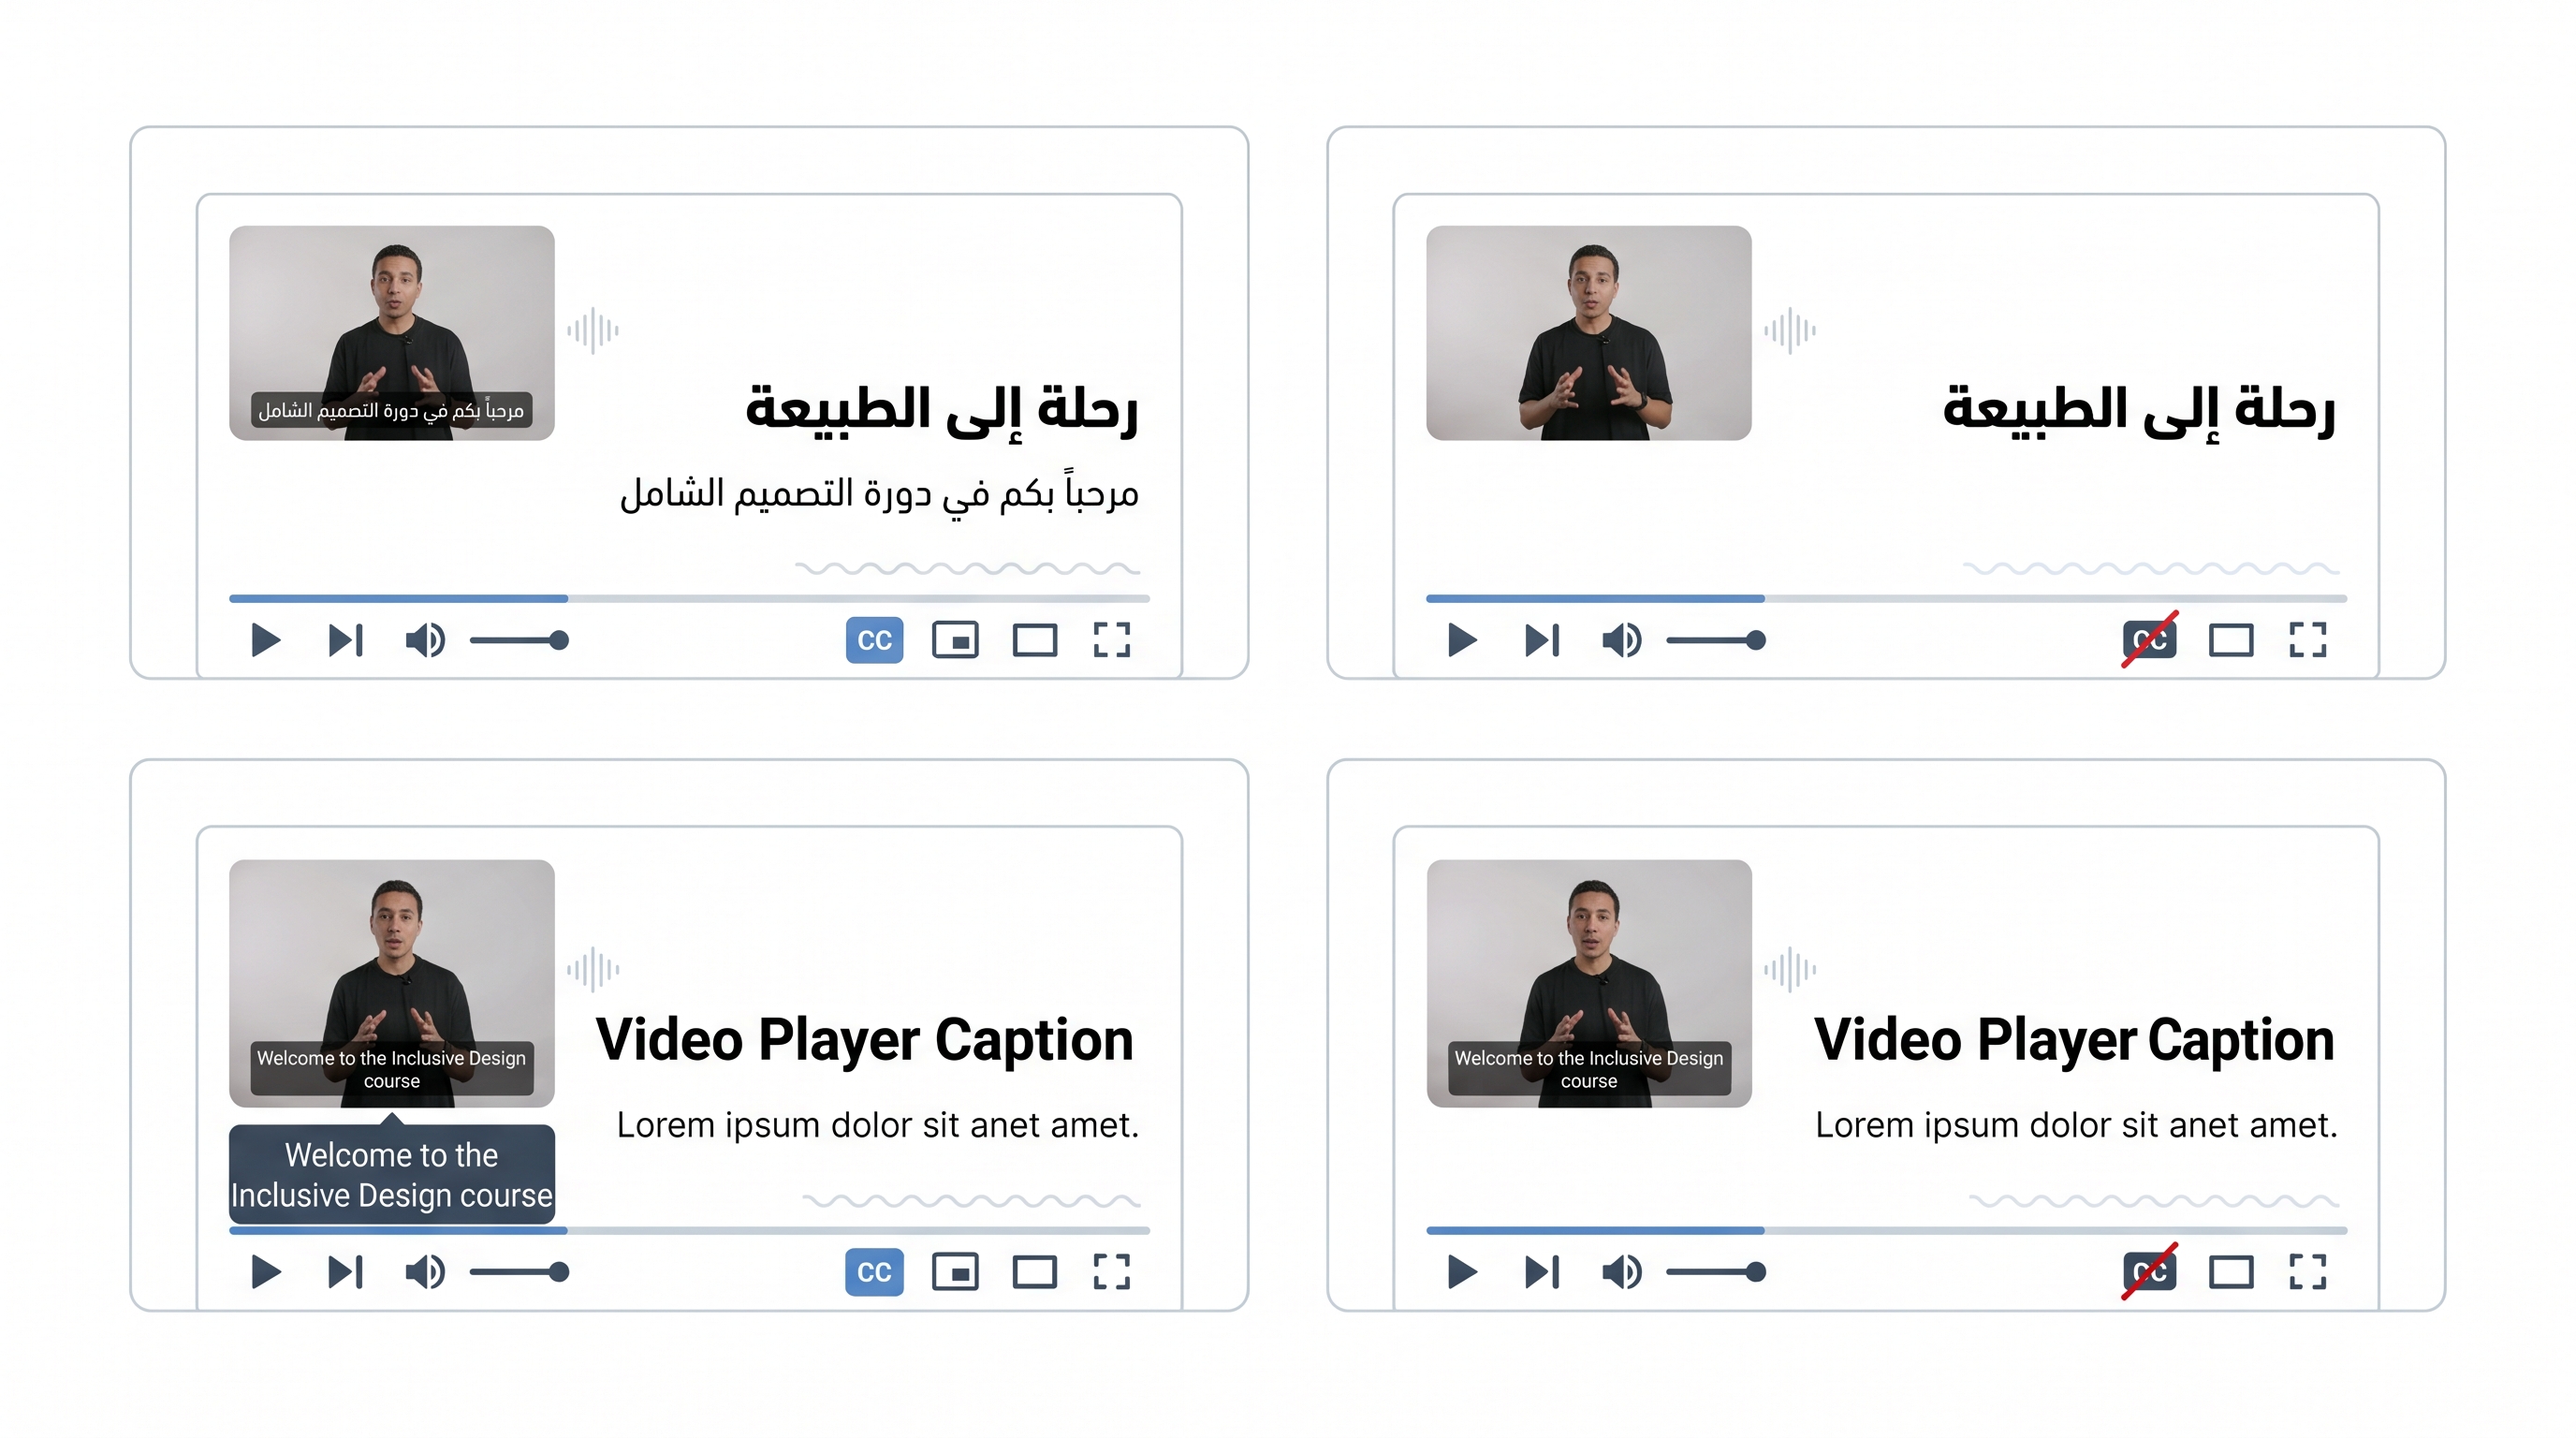 مرحباً بكم في دورة التصميم الشامل
رحلة إلى الطبيعة
مرحباً بكم في دورة التصميم الشامل
CC
رحلة إلى الطبيعة
CC
Welcome to the Inclusive Design
course
Video Player Caption
Lorem ipsum dolor sit anet amet.
Welcome to the
Inclusive Design course
CC
Welcome to the Inclusive Design
course
Video Player Caption
Lorem ipsum dolor sit anet amet.
CC